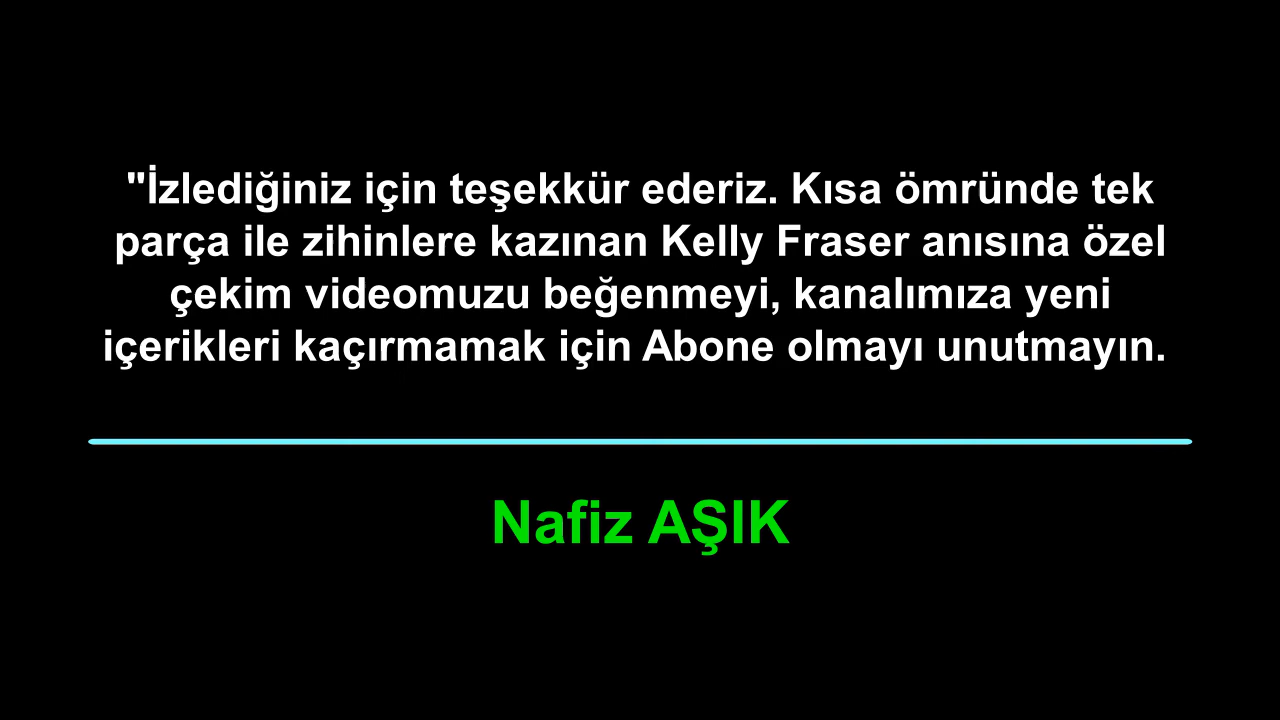 "İzlediğiniz için teşekkür ederiz. Kısa ömründe tek
parça ile zihinlere kazınan Kelly Fraser anısına özel
çekim videomuzu beğenmeyi, kanalımıza yeni
içerikleri kaçırmamak için Abone olmayı unutmayın.
Nafiz AŞIK